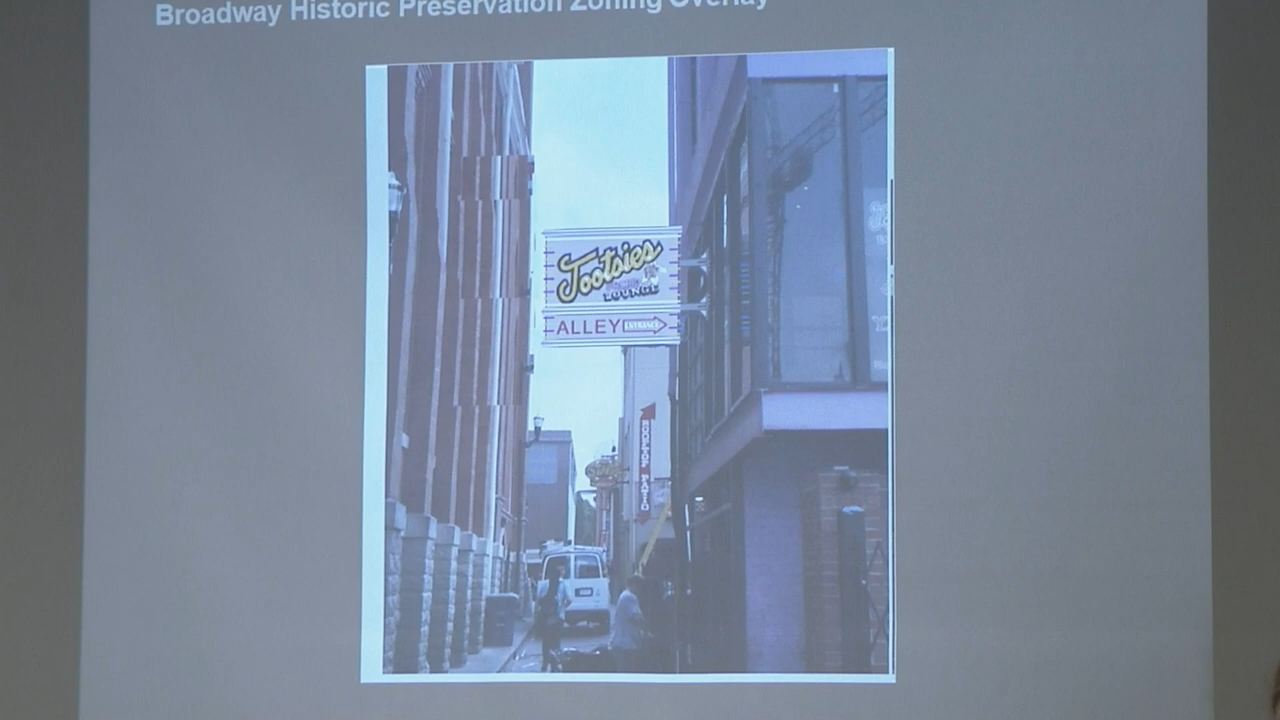 Broadway Historic Preservation Zoning Overlay
Tootsies
LOUNGE
ALLEY ENTRANCE
ROOFTOP PATIO